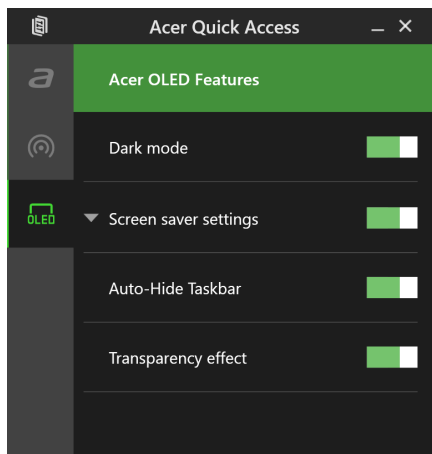 Acer Quick Access
Acer OLED Features
Dark mode
OLED
Screen saver settings
Auto-Hide Taskbar
Transparency effect